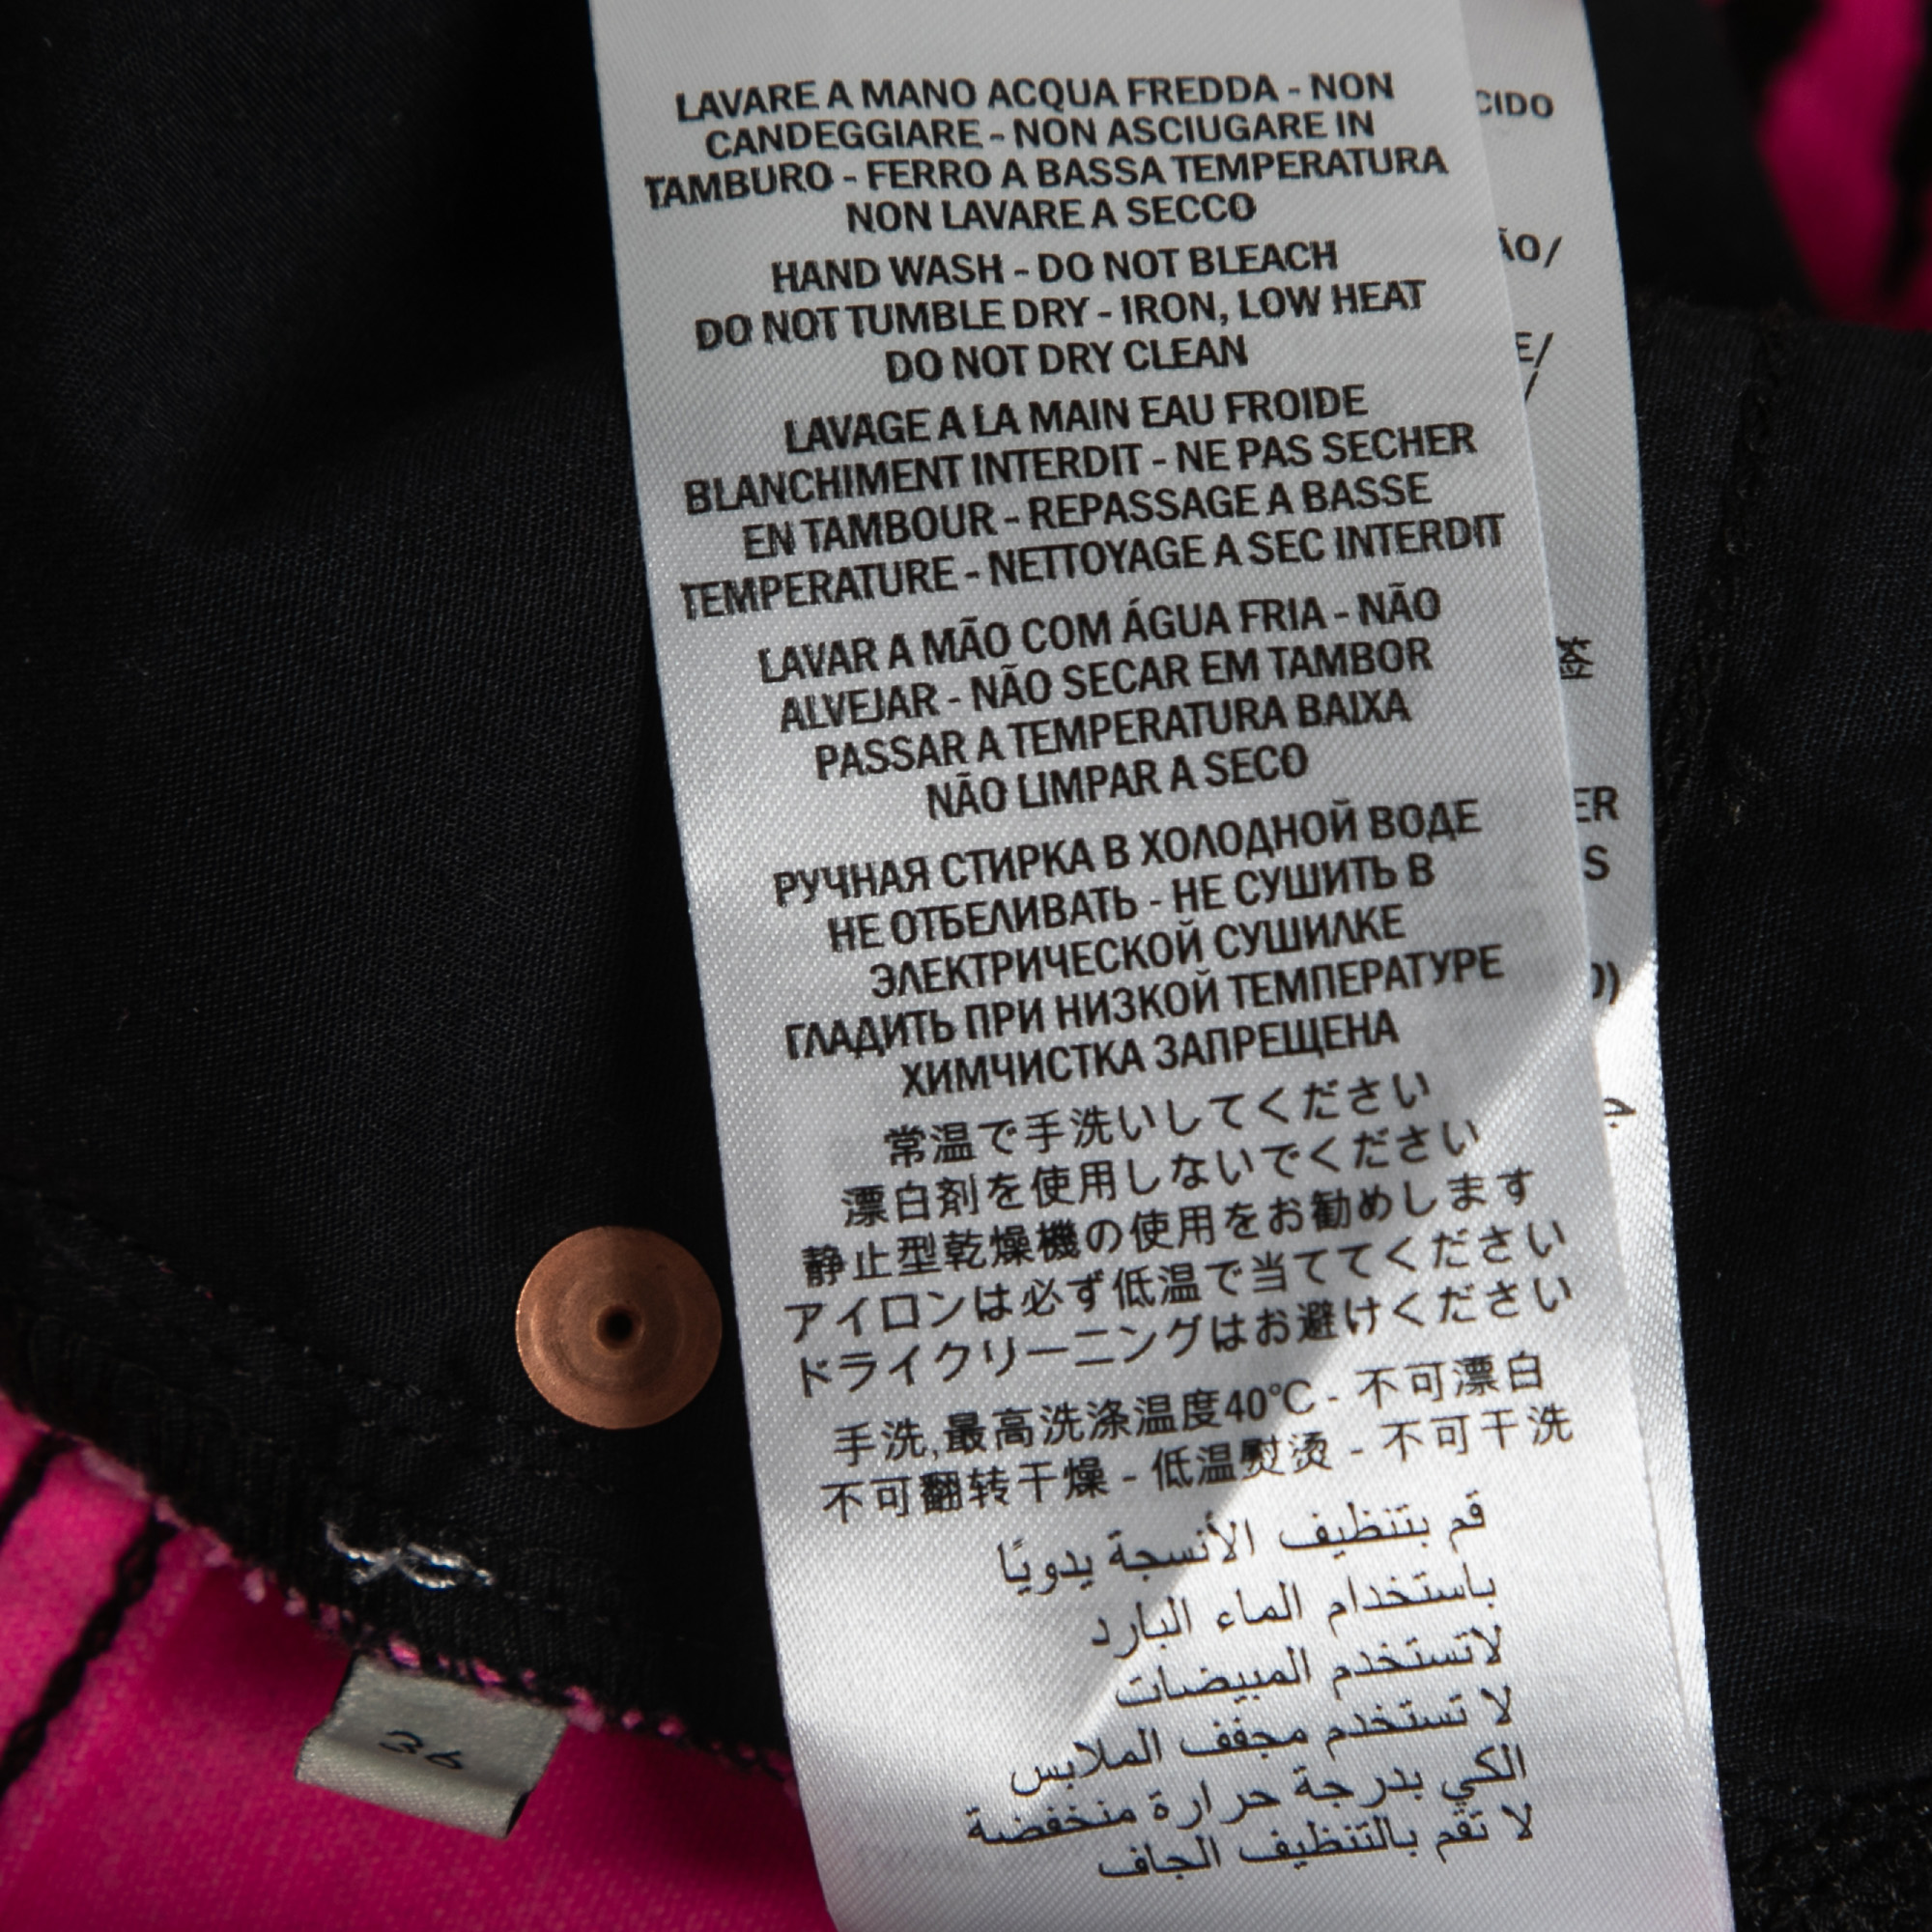 LAVARE A MANO ACQUA FREDDA - NON
CANDEGGIARE - NON ASCIUGARE IN
TAMBURO - FERRO A BASSA TEMPERATURA
NON LAVARE A SECCO
HAND WASH - DO NOT BLEACH
DO NOT TUMBLE DRY - IRON, LOW HEAT
DO NOT DRY CLEAN
LAVAGE A LA MAIN EAU FROIDE
BLANCHIMENT INTERDIT - NE PAS SECHER
EN TAMBOUR - REPASSAGE A BASSE
TEMPERATURE - NETTOYAGE A SEC INTERDIT
LAVAR A MÃO COM ÁGUA FRIA - NÃO
ALVEJAR - NÃO SECAR EM TAMBOR
PASSAR A TEMPERATURA BAIXA
NÃO LIMPAR A SECO
РУЧНАЯ СТИРКА В ХОЛОДНОЙ ВОДЕ
НЕ ОТБЕЛИВАТЬ - НЕ СУШИТЬ В
ЭЛЕКТРИЧЕСКОЙ СУШИЛКЕ
ГЛАДИТЬ ПРИ НИЗКОЙ ТЕМПЕРАТУРЕ
ХИМЧИСТКА ЗАПРЕЩЕНА
常温で手洗いしてください
漂白剤を使用しないでください
静止型乾燥機の使用をお勧めします
アイロンは必ず低温で当ててください
ドライクリーニングはお避けください
手洗,最高洗涤温度40°C - 不可漂白
不可翻转干燥 - 低温熨烫 - 不可干洗
قم بتنظيف الأنسجة يدويًا
باستخدام الماء البارد
لاتستخدم المبيضات
لا تستخدم مجفف الملابس
الكي بدرجة حرارة منخفضة
لا تقم بالتنظيف الجاف
36